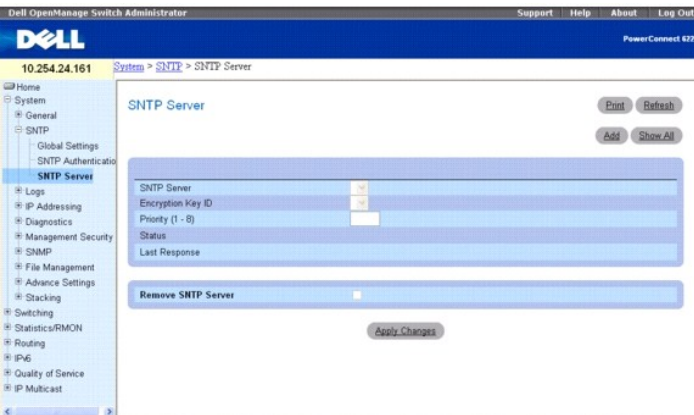 Dell OpenManage Switch Administrator
Support Help About Log Out
DELL
PowerConnect 622
10.254.24.161
System > SNTP > SNTP Server
Home
System
General
SNTP
Global Settings
SNTP Authenticatio
SNTP Server
Logs
IP Addressing
Diagnostics
Management Security
SNMP
File Management
Advance Settings
Stacking
Switching
Statistics/RMON
Routing
IPv6
Quality of Service
IP Multicast
SNTP Server
Print Refresh
Add Show All
SNTP Server
Encryption Key ID
Priority (1 - 8)
Status
Last Response
Remove SNTP Server
Apply Changes